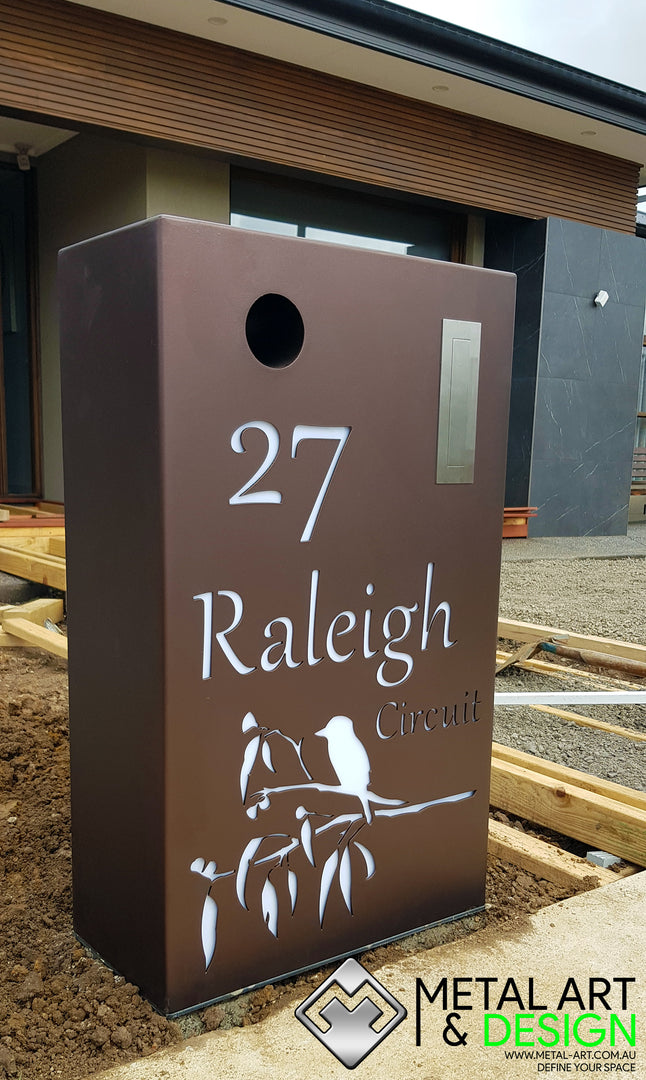 27
Raleigh
Circuit
METAL ART
& DESIGN
WWW.METAL-ART.COM.AU
DEFINE YOUR SPACE